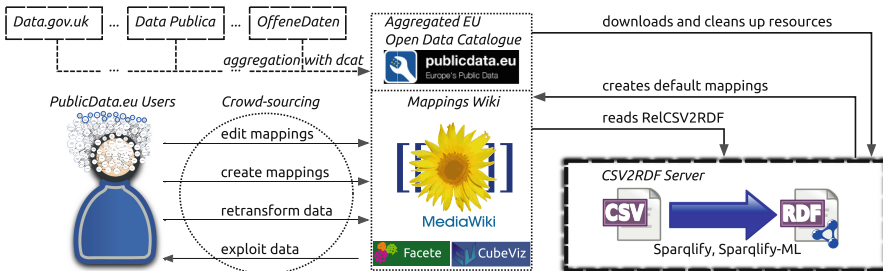 Data.gov.uk ... Data Publica ... OffeneDaten
... ...
aggregation with dcat
Aggregated EU
Open Data Catalogue
publicdata.eu
Europe's Public Data
downloads and cleans up resources
creates default mappings
reads RelCSV2RDF
PublicData.eu Users
Crowd-sourcing
edit mappings
create mappings
retransform data
exploit data
Mappings Wiki
[[ ]]
MediaWiki
Facete
CubeViz
CSV2RDF Server
CSV
RDF
Sparqlify, Sparqlify-ML